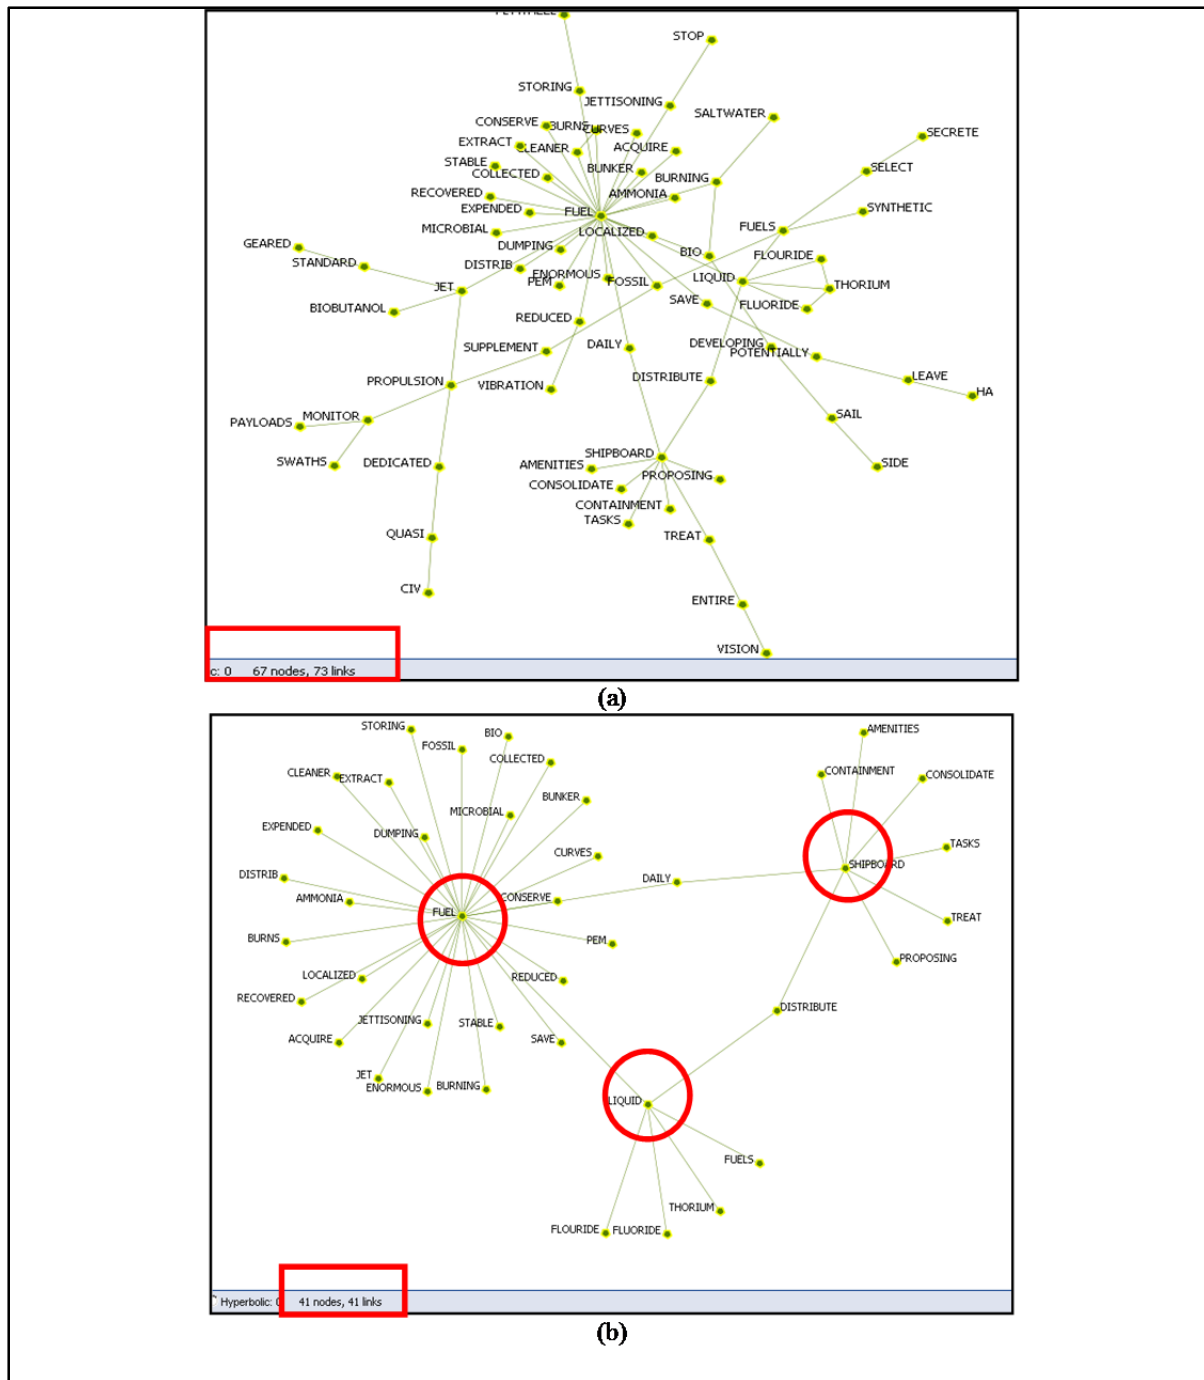 STOP
STORING
JETTISONING
SALTWATER
CONSERVE
CURVES
SECRETE
EXTRACT
CLEANER
ACQUIRE
STABLE
BUNKER
SELECT
COLLECTED
BURNING
RECOVERED
AMMONIA
EXPENDED
FUEL
SYNTHETIC
MICROBIAL
LOCALIZED
FUELS
GEARED
DUMPING
BIO
FLOURIDE
STANDARD
DISTRIB
ENORMOUS
PEM
FOSSIL
LIQUID
THORIUM
JET
SAVE
FLUORIDE
BIOBUTANOL
REDUCED
SUPPLEMENT
DAILY
DEVELOPING
POTENTIALLY
PROPULSION
VIBRATION
DISTRIBUTE
LEAVE
HA
PAYLOADS
MONITOR
SAIL
SWATHS
DEDICATED
SHIPBOARD
AMENITIES
PROPOSING
SIDE
CONSOLIDATE
CONTAINMENT
TASKS
QUASI
TREAT
CIV
ENTIRE
VISION
c: 0 67 nodes, 73 links
(a)
STORING
BIO
AMENITIES
FOSSIL
COLLECTED
CLEANER
EXTRACT
CONTAINMENT
CONSOLIDATE
BUNKER
MICROBIAL
EXPENDED
DUMPING
CURVES
TASKS
DISTRIB
DAILY
SHIPBOARD
AMMONIA
CONSERVE
FUEL
TREAT
BURNS
PEM
PROPOSING
LOCALIZED
REDUCED
RECOVERED
DISTRIBUTE
JETTISONING
STABLE
ACQUIRE
SAVE
JET
ENORMOUS
BURNING
LIQUID
FUELS
THORIUM
FLOURIDE
FLUORIDE
Hyperbolic: 0 41 nodes, 41 links
(b)